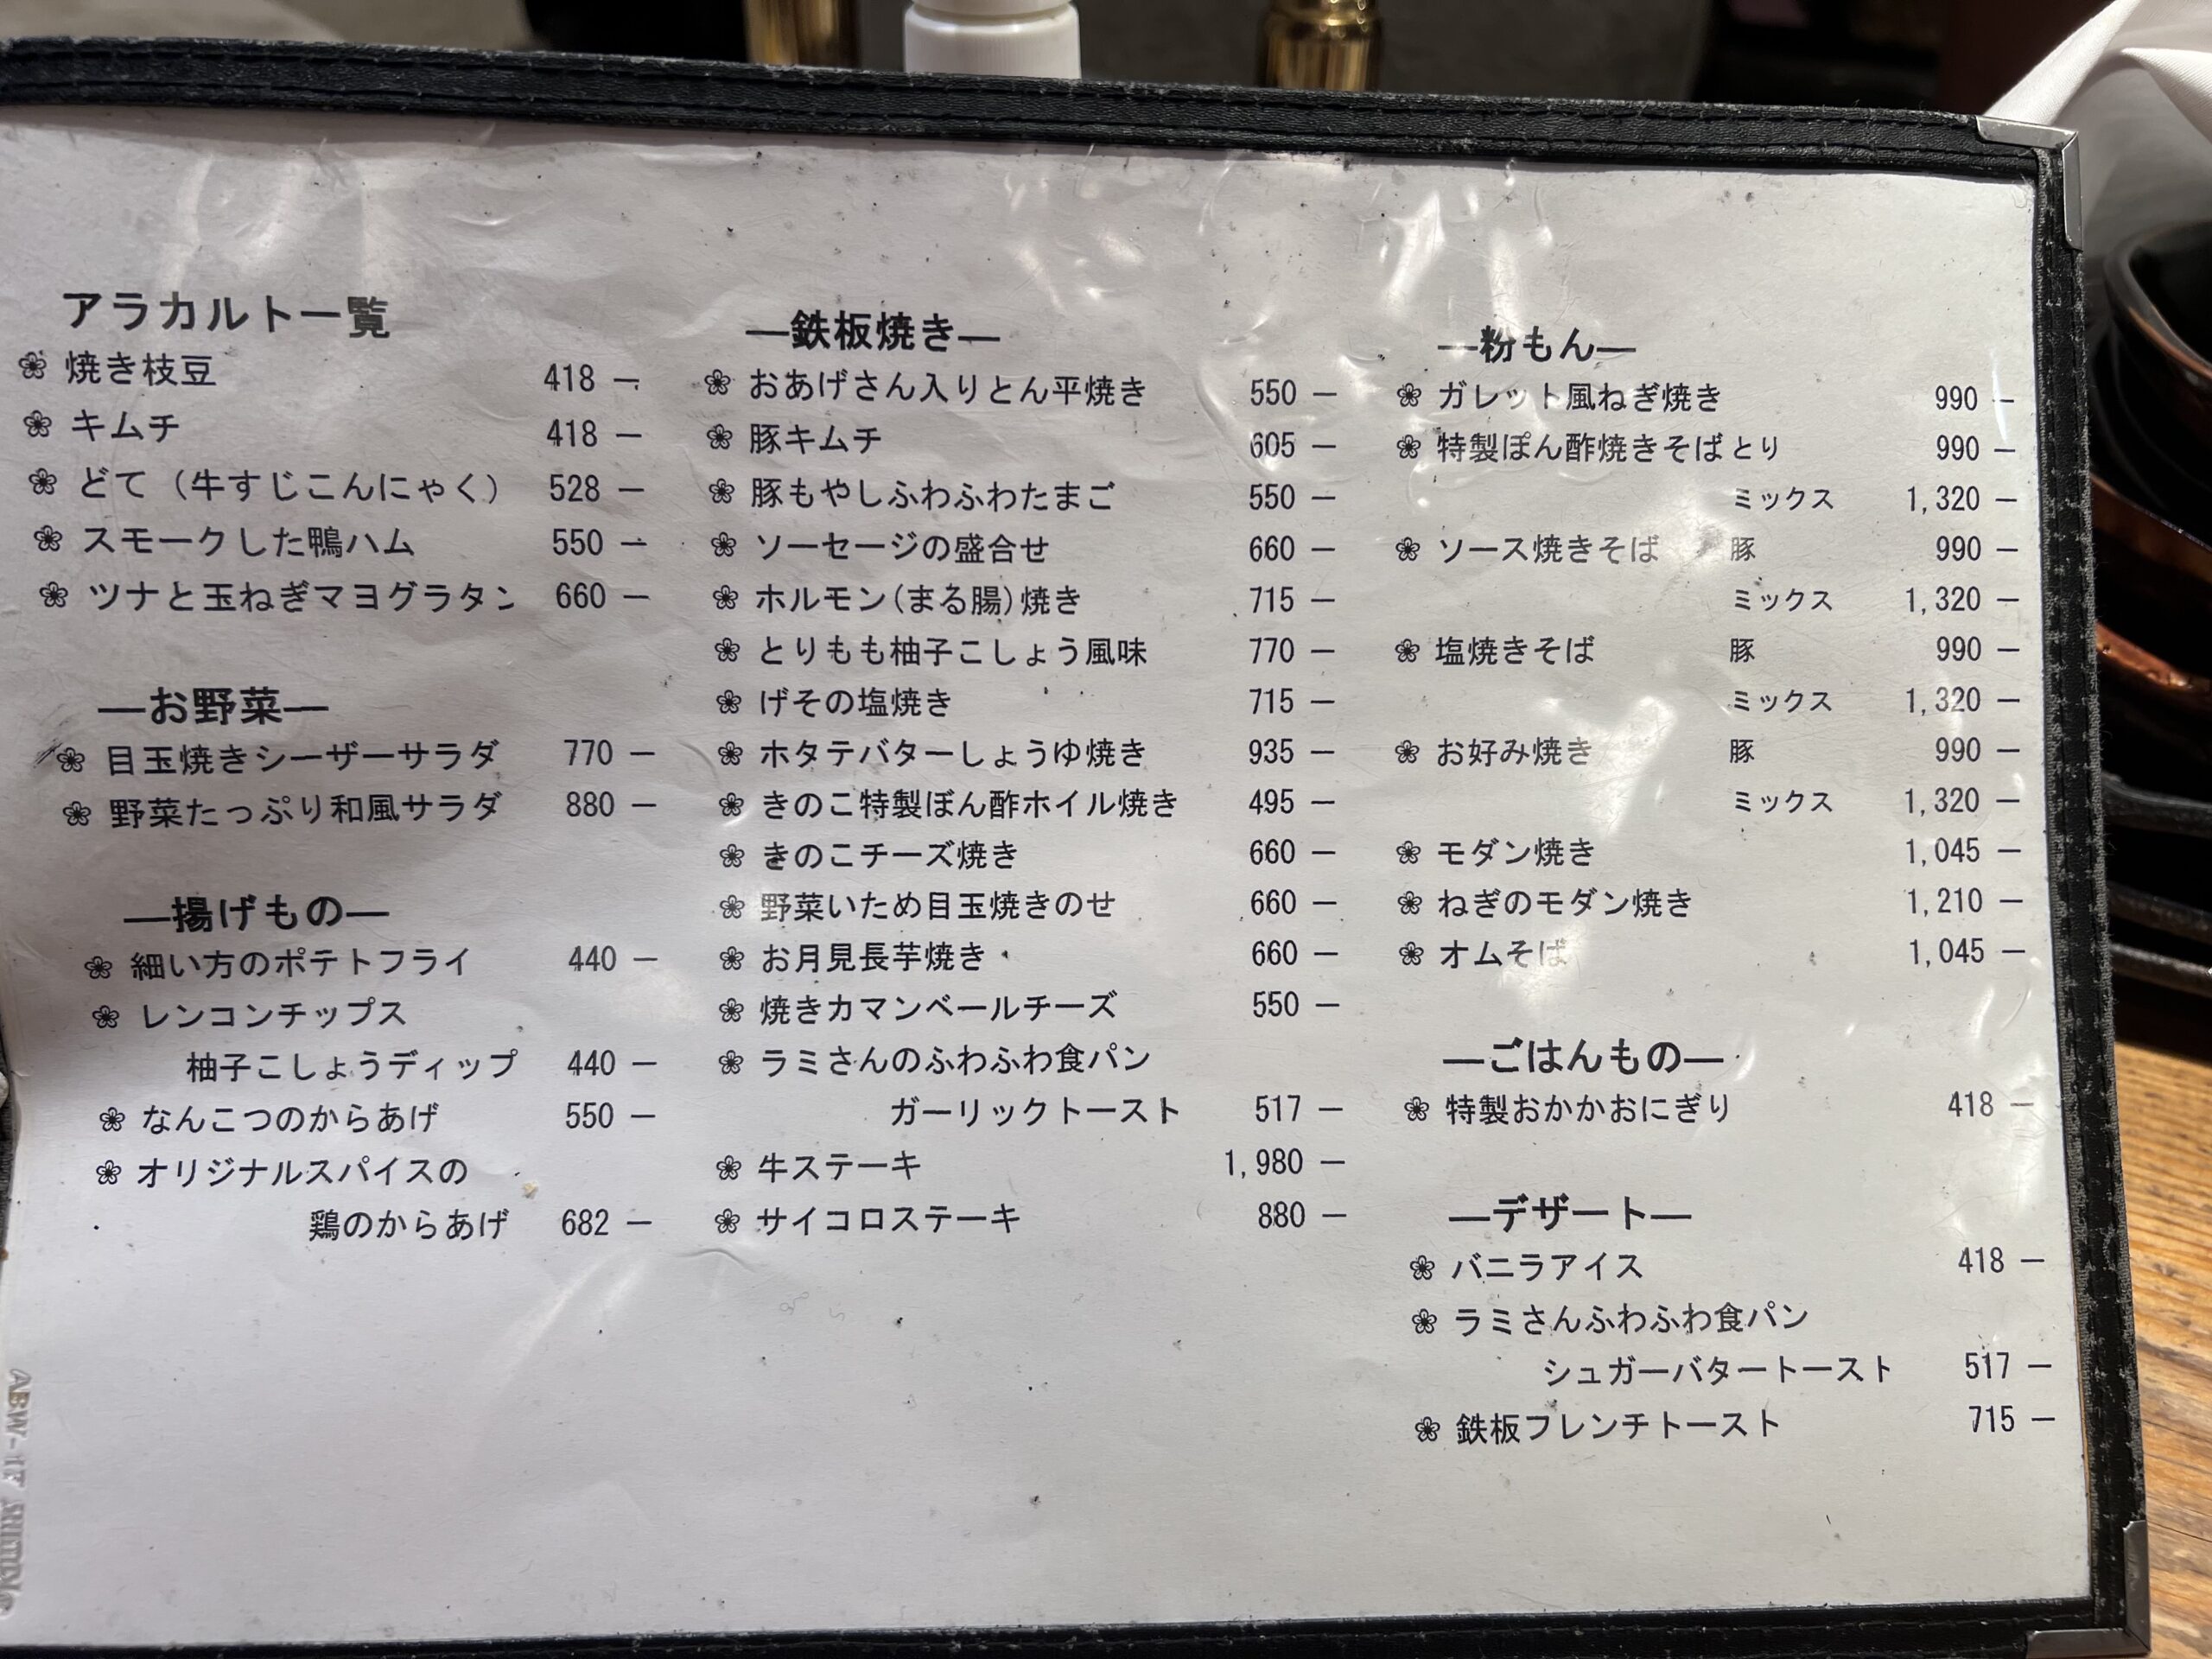 アラカルト一覧
❀ 焼き枝豆 418 ―
❀ キムチ 418 ―
❀ どて（牛すじこんにゃく） 528 ―
❀ スモークした鴨ハム 550 ―
❀ ツナと玉ねぎマヨグラタン 660 ―
―お野菜―
❀ 目玉焼きシーザーサラダ 770 ―
❀ 野菜たっぷり和風サラダ 880 ―
―揚げもの―
❀ 細い方のポテトフライ 440 ―
❀ レンコンチップス
柚子こしょうディップ 440 ―
❀ なんこつのからあげ 550 ―
❀ オリジナルスパイスの
鶏のからあげ 682 ―
―鉄板焼き―
❀ おあげさん入りとん平焼き 550 ―
❀ 豚キムチ 605 ―
❀ 豚もやしふわふわたまご 550 ―
❀ ソーセージの盛合せ 660 ―
❀ ホルモン(まる腸)焼き 715 ―
❀ とりもも柚子こしょう風味 770 ―
❀ げその塩焼き 715 ―
❀ ホタテバターしょうゆ焼き 935 ―
❀ きのこ特製ぽん酢ホイル焼き 495 ―
❀ きのこチーズ焼き 660 ―
❀ 野菜いため目玉焼きのせ 660 ―
❀ お月見長芋焼き 660 ―
❀ 焼きカマンベールチーズ 550 ―
❀ ラミさんのふわふわ食パン
ガーリックトースト 517 ―
❀ 牛ステーキ 1,980 ―
❀ サイコロステーキ 880 ―
―粉もん―
❀ ガレット風ねぎ焼き 990 ―
❀ 特製ぽん酢焼きそば とり 990 ―
ミックス 1,320 ―
❀ ソース焼きそば 豚 990 ―
ミックス 1,320 ―
❀ 塩焼きそば 豚 990 ―
ミックス 1,320 ―
❀ お好み焼き 豚 990 ―
ミックス 1,320 ―
❀ モダン焼き 1,045 ―
❀ ねぎのモダン焼き 1,210 ―
❀ オムそば 1,045 ―
―ごはんもの―
❀ 特製おかかおにぎり 418 ―
―デザート―
❀ バニラアイス 418 ―
❀ ラミさんふわふわ食パン
シュガーバタートースト 517 ―
❀ 鉄板フレンチトースト 715 ―